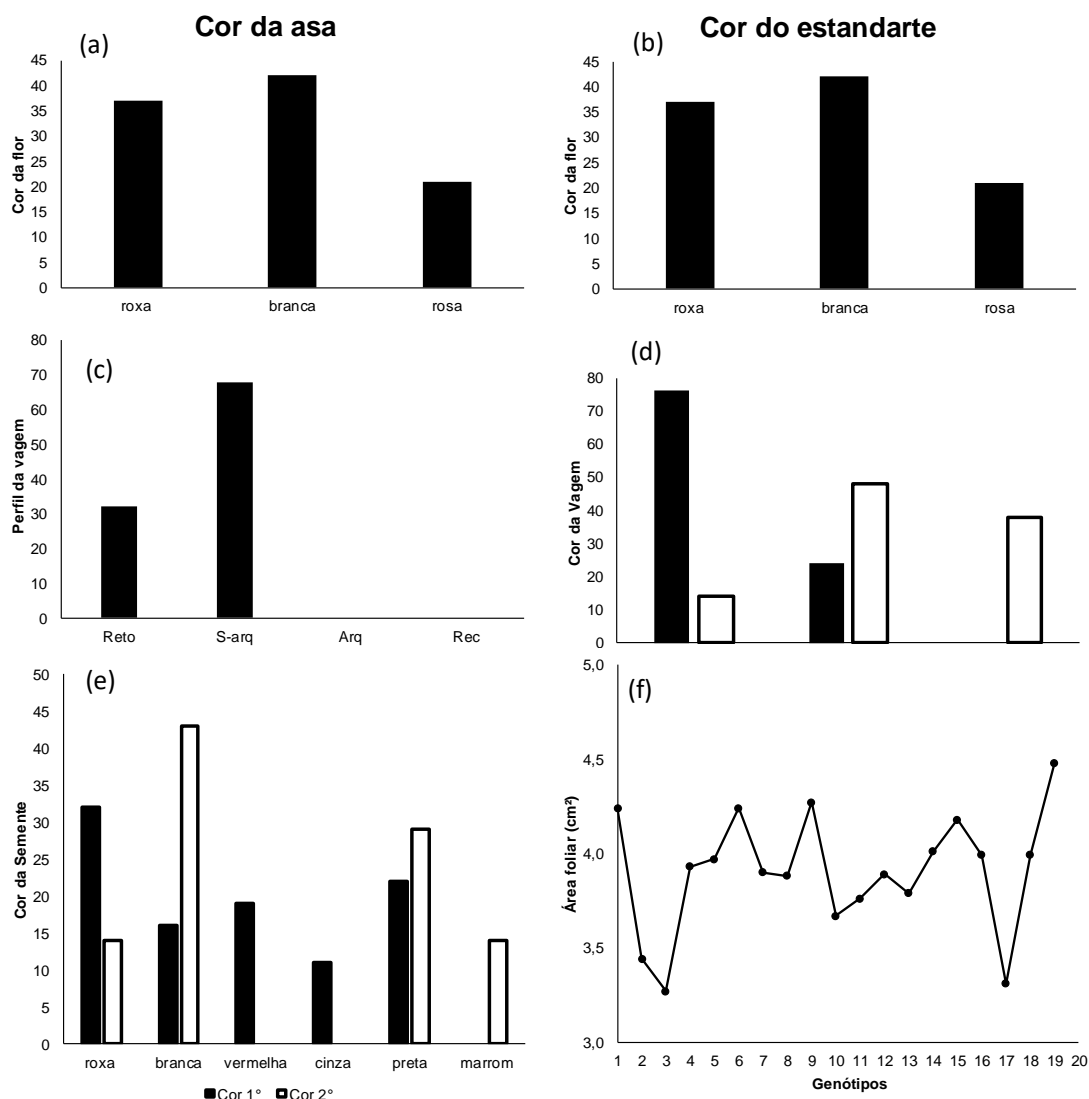 Cor da asa
(a)
45
40
35
30
25
20
15
10
5
0
Cor da flor
roxa branca rosa
Cor do estandarte
(b)
45
40
35
30
25
20
15
10
5
0
Cor da flor
roxa branca rosa
(c)
80
70
60
50
40
30
20
10
0
Perfil da vagem
Reto S-arq Arq Rec
(d)
80
70
60
50
40
30
20
10
0
Cor da Vagem
(e)
50
45
40
35
30
25
20
15
10
5
0
Cor da Semente
roxa branca vermelha cinza preta marrom
Cor 1° Cor 2°
(f)
5,0
4,5
4,0
3,5
3,0
Área foliar (cm²)
1 2 3 4 5 6 7 8 9 10 11 12 13 14 15 16 17 18 19 20
Genótipos